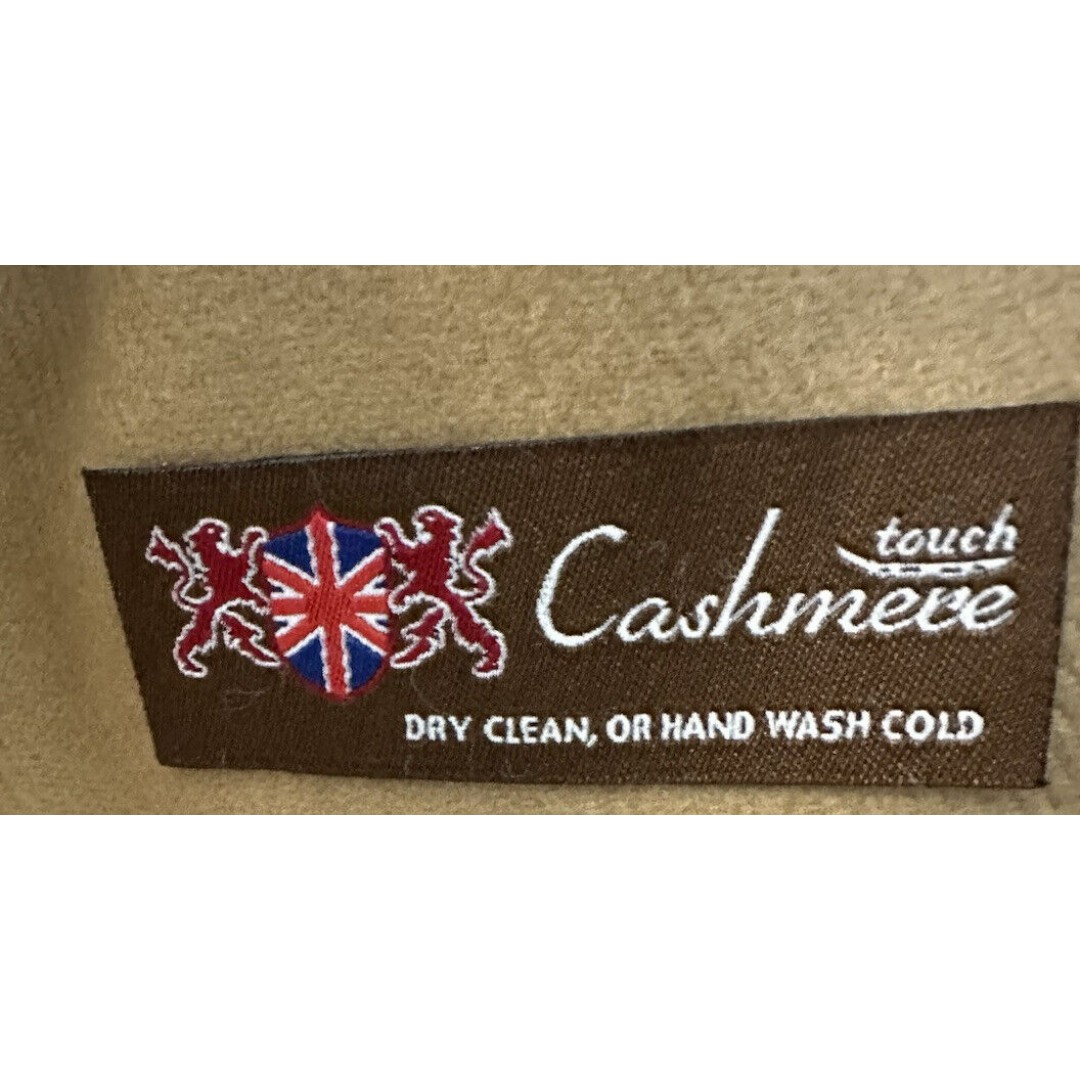 touch
Cashmere
DRY CLEAN, OR HAND WASH COLD